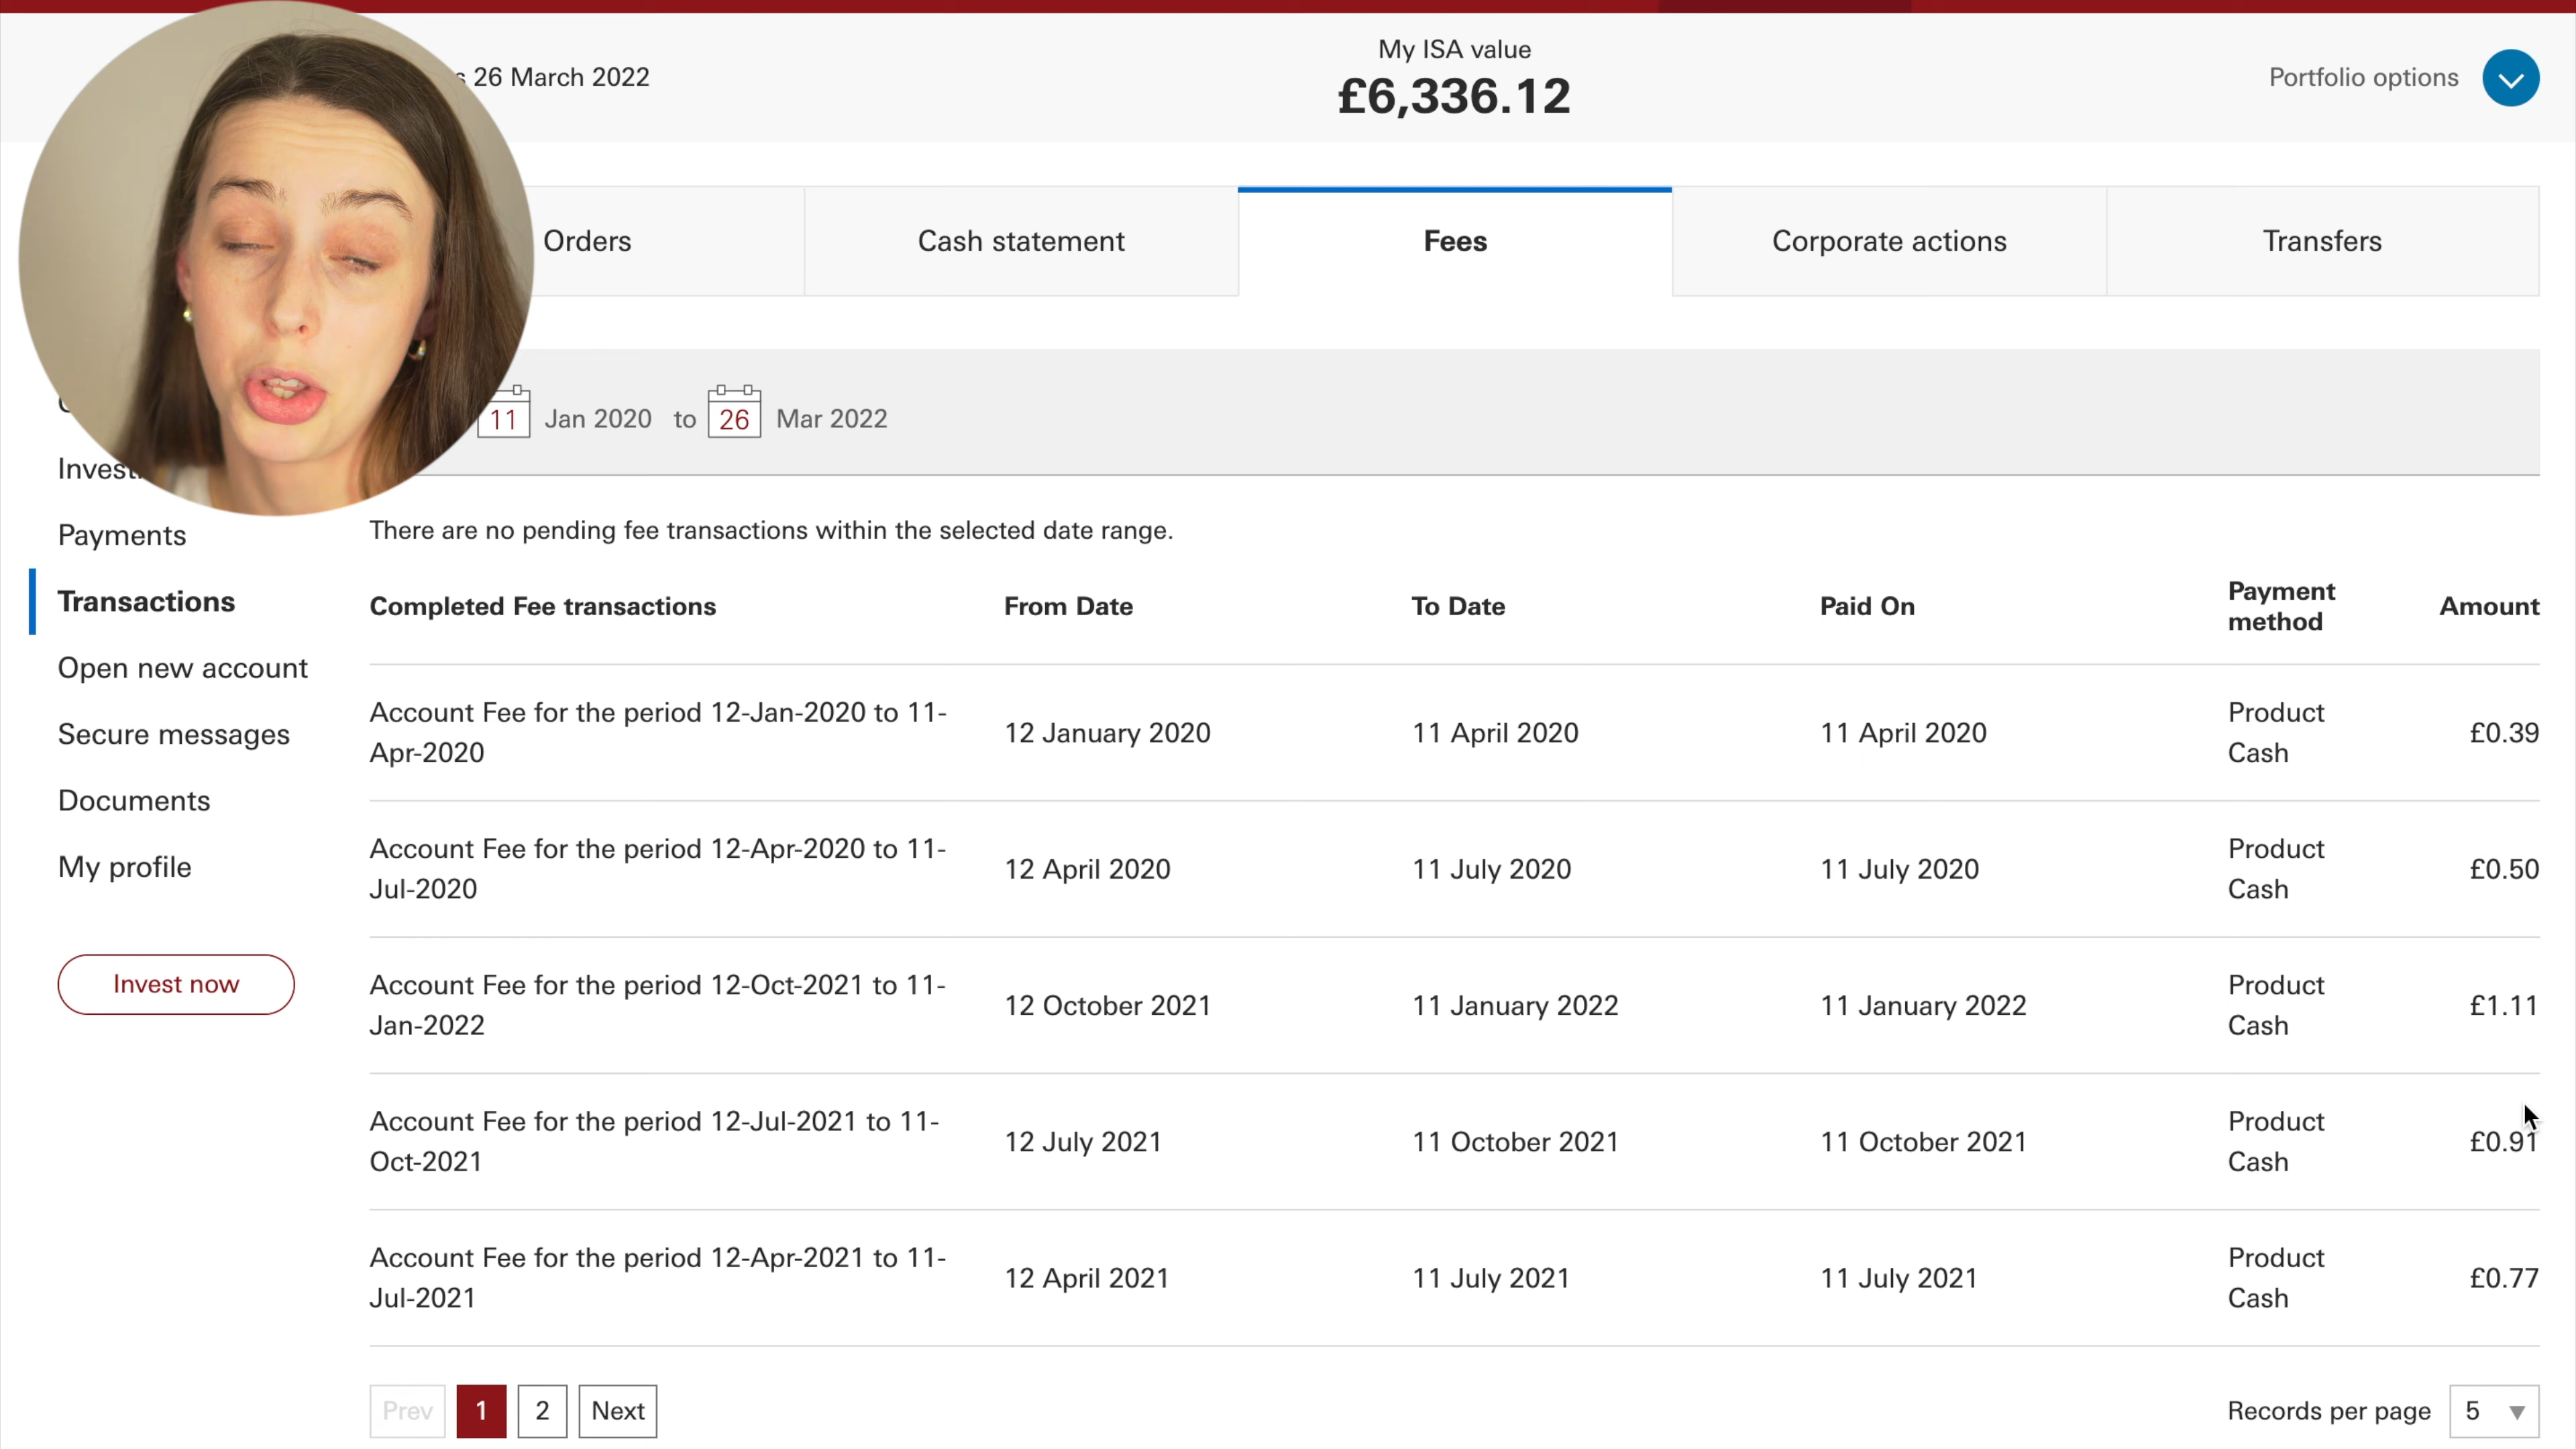 26 March 2022
My ISA value
£6,336.12
Portfolio options
Orders
Cash statement
Fees
Corporate actions
Transfers
11 Jan 2020 to 26 Mar 2022
Payments
Transactions
Open new account
Secure messages
Documents
My profile
Invest now
There are no pending fee transactions within the selected date range.
Completed Fee transactions From Date To Date Paid On Payment method Amount
Account Fee for the period 12-Jan-2020 to 11-
Apr-2020
12 January 2020 11 April 2020 11 April 2020
Product
Cash
£0.39
Account Fee for the period 12-Apr-2020 to 11-
Jul-2020
12 April 2020 11 July 2020 11 July 2020
Product
Cash
£0.50
Account Fee for the period 12-Oct-2021 to 11-
Jan-2022
12 October 2021 11 January 2022 11 January 2022
Product
Cash
£1.11
Account Fee for the period 12-Jul-2021 to 11-
Oct-2021
12 July 2021 11 October 2021 11 October 2021
Product
Cash
£0.91
Account Fee for the period 12-Apr-2021 to 11-
Jul-2021
12 April 2021 11 July 2021 11 July 2021
Product
Cash
£0.77
Prev 1 2 Next
Records per page 5